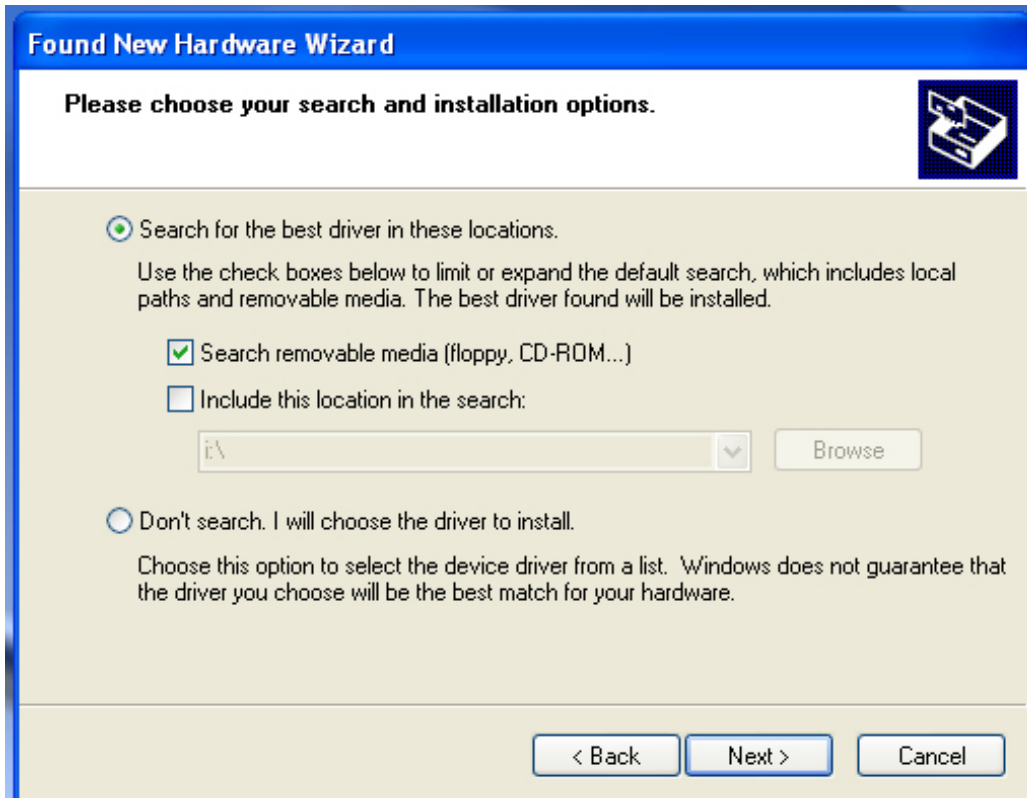 Found New Hardware Wizard
Please choose your search and installation options.
Search for the best driver in these locations.
Use the check boxes below to limit or expand the default search, which includes local
paths and removable media. The best driver found will be installed.
Search removable media (floppy, CD-ROM...)
Include this location in the search:
i:\
Browse
Don't search. I will choose the driver to install.
Choose this option to select the device driver from a list.  Windows does not guarantee that
the driver you choose will be the best match for your hardware.
< Back
Next >
Cancel